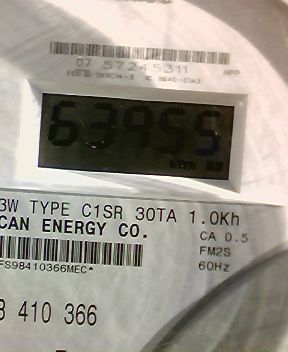 07 57245311
63955
3W TYPE C1SR 30TA 1.0Kh
CAN ENERGY CO.
CA 0.5
FM2S
60Hz
FS98410366MEC*
8 410 366